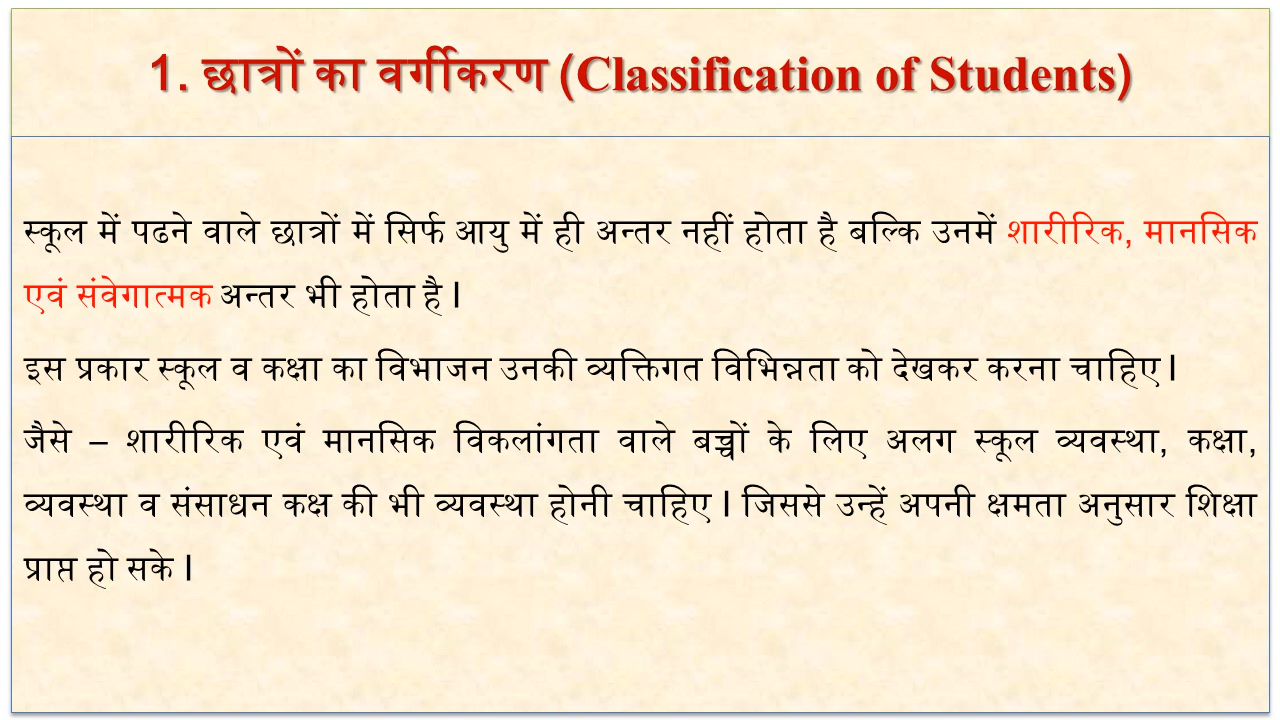 1. छात्रों का वर्गीकरण (Classification of Students)
स्कूल में पढने वाले छात्रों में सिर्फ आयु में ही अन्तर नहीं होता है बल्कि उनमें शारीरिक, मानसिक
एवं संवेगात्मक अन्तर भी होता है l
इस प्रकार स्कूल व कक्षा का विभाजन उनकी व्यक्तिगत विभिन्नता को देखकर करना चाहिए l
जैसे – शारीरिक एवं मानसिक विकलांगता वाले बच्चों के लिए अलग स्कूल व्यवस्था, कक्षा,
व्यवस्था व संसाधन कक्ष की भी व्यवस्था होनी चाहिए l जिससे उन्हें अपनी क्षमता अनुसार शिक्षा
प्राप्त हो सके l